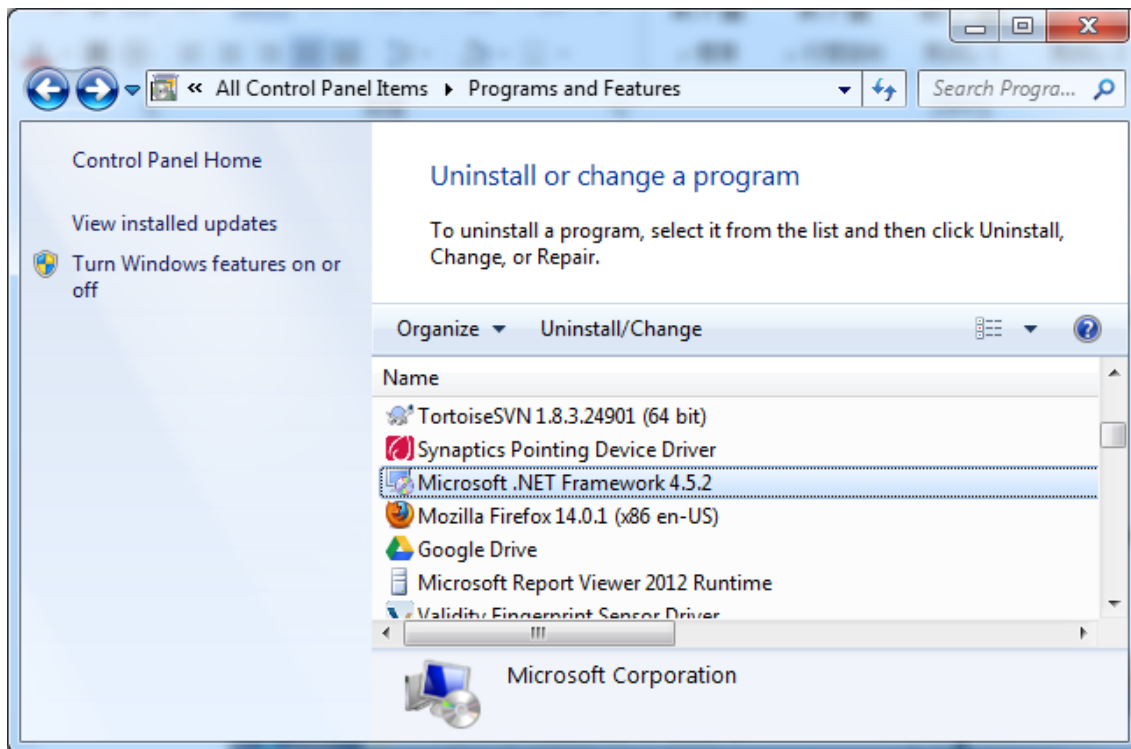 « All Control Panel Items ▸ Programs and Features
Search Progra...
Control Panel Home
View installed updates
Turn Windows features on or
off
Uninstall or change a program
To uninstall a program, select it from the list and then click Uninstall,
Change, or Repair.
Organize Uninstall/Change
Name
TortoiseSVN 1.8.3.24901 (64 bit)
Synaptics Pointing Device Driver
Microsoft .NET Framework 4.5.2
Mozilla Firefox 14.0.1 (x86 en-US)
Google Drive
Microsoft Report Viewer 2012 Runtime
Validity Fingerprint Sensor Driver
Microsoft Corporation